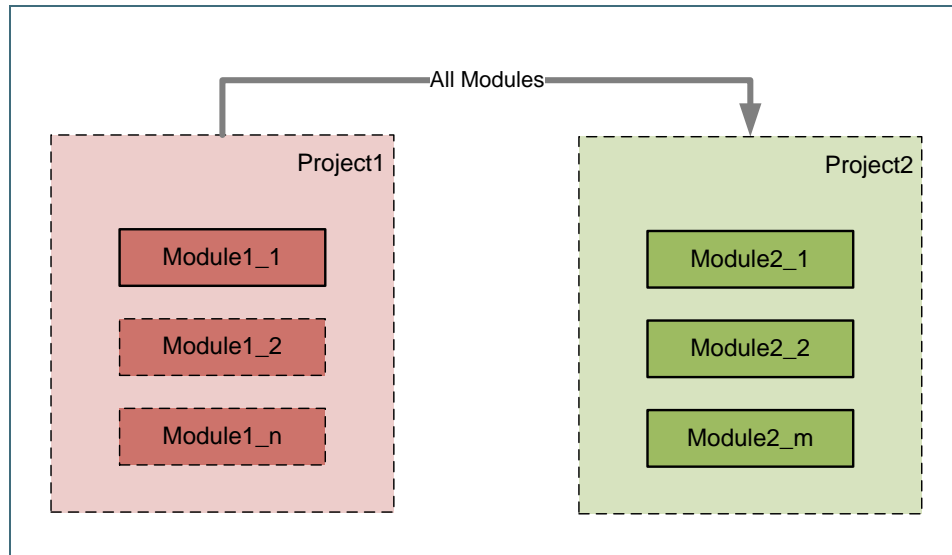 All Modules
Project1
Project2
Module1_1
Module2_1
Module1_2
Module2_2
Module1_n
Module2_m